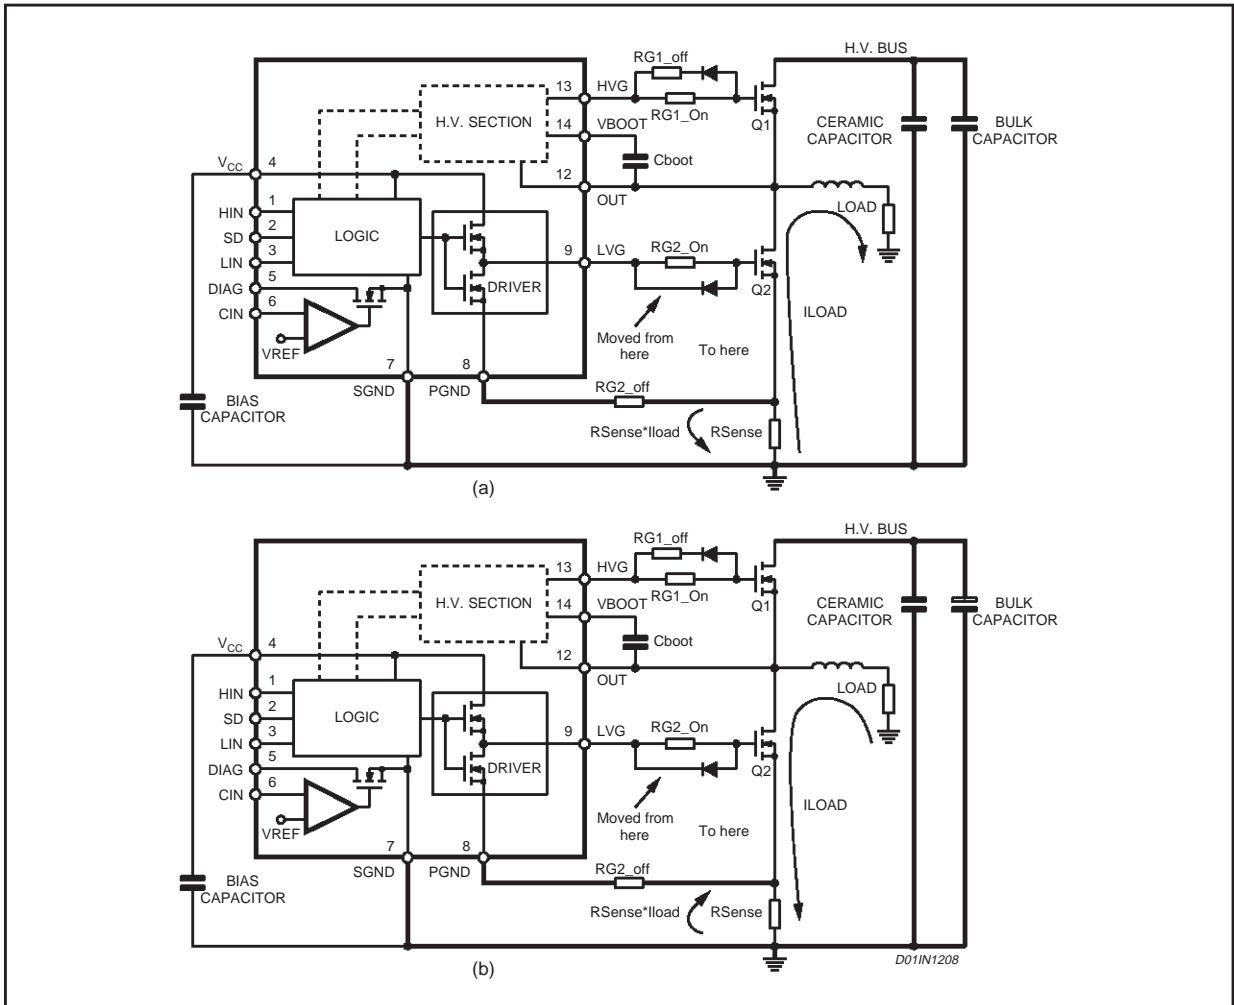 H.V. BUS
RG1_off
13
HVG
RG1_On
Q1
H.V. SECTION
14
VBOOT
Cboot
CERAMIC
CAPACITOR
BULK
CAPACITOR
VCC
4
12
OUT
LOAD
HIN
1
SD
2
LIN
3
LOGIC
DIAG
5
CIN
6
VREF
DRIVER
9
LVG
RG2_On
Q2
ILOAD
Moved from
here
To here
7
SGND
8
PGND
RG2_off
BIAS
CAPACITOR
RSense*Iload
RSense
(a)
H.V. BUS
RG1_off
13
HVG
RG1_On
Q1
H.V. SECTION
14
VBOOT
Cboot
CERAMIC
CAPACITOR
BULK
CAPACITOR
VCC
4
12
OUT
LOAD
HIN
1
SD
2
LIN
3
LOGIC
DIAG
5
CIN
6
VREF
DRIVER
9
LVG
RG2_On
Q2
ILOAD
Moved from
here
To here
7
SGND
8
PGND
RG2_off
BIAS
CAPACITOR
RSense*Iload
RSense
D01IN1208
(b)